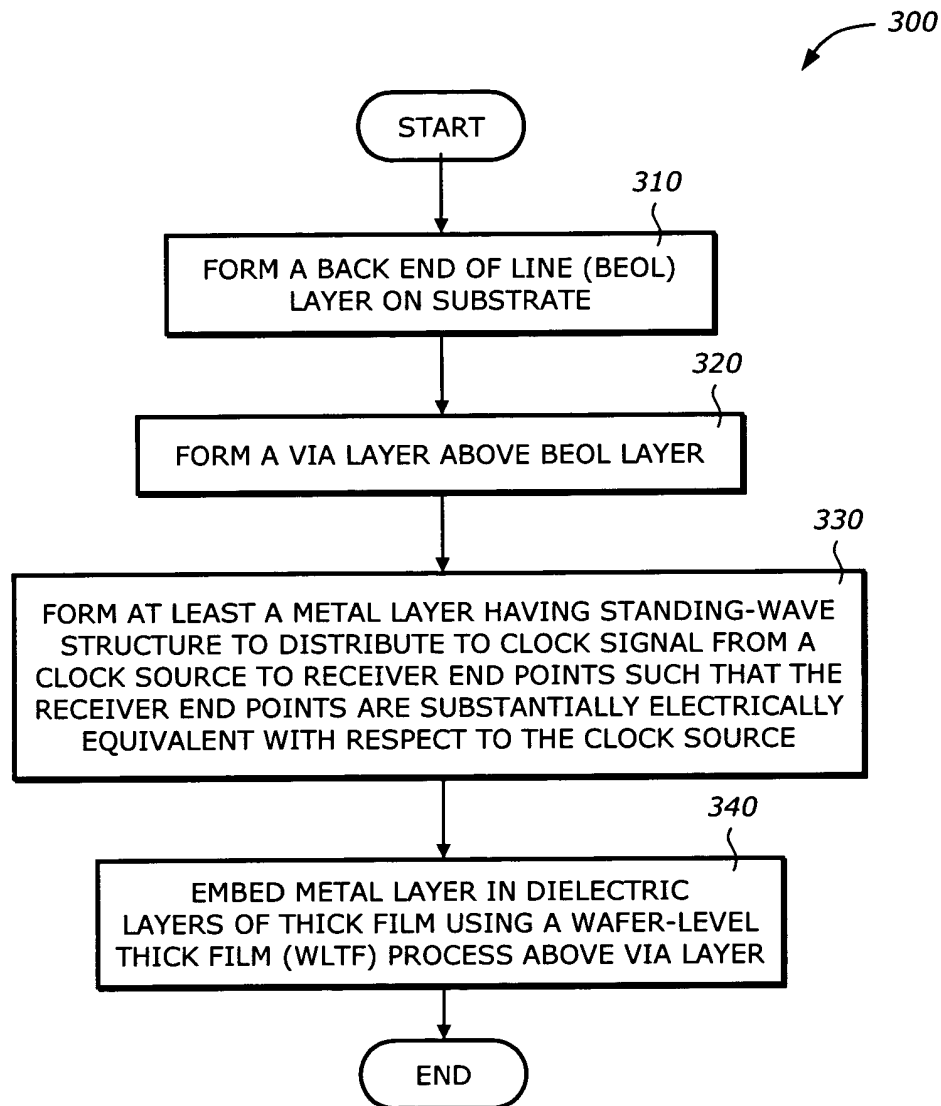 300
START
310
FORM A BACK END OF LINE (BEOL)
LAYER ON SUBSTRATE
320
FORM A VIA LAYER ABOVE BEOL LAYER
330
FORM AT LEAST A METAL LAYER HAVING STANDING-WAVE
STRUCTURE TO DISTRIBUTE TO CLOCK SIGNAL FROM A
CLOCK SOURCE TO RECEIVER END POINTS SUCH THAT THE
RECEIVER END POINTS ARE SUBSTANTIALLY ELECTRICALLY
EQUIVALENT WITH RESPECT TO THE CLOCK SOURCE
340
EMBED METAL LAYER IN DIELECTRIC
LAYERS OF THICK FILM USING A WAFER-LEVEL
THICK FILM (WLTF) PROCESS ABOVE VIA LAYER
END